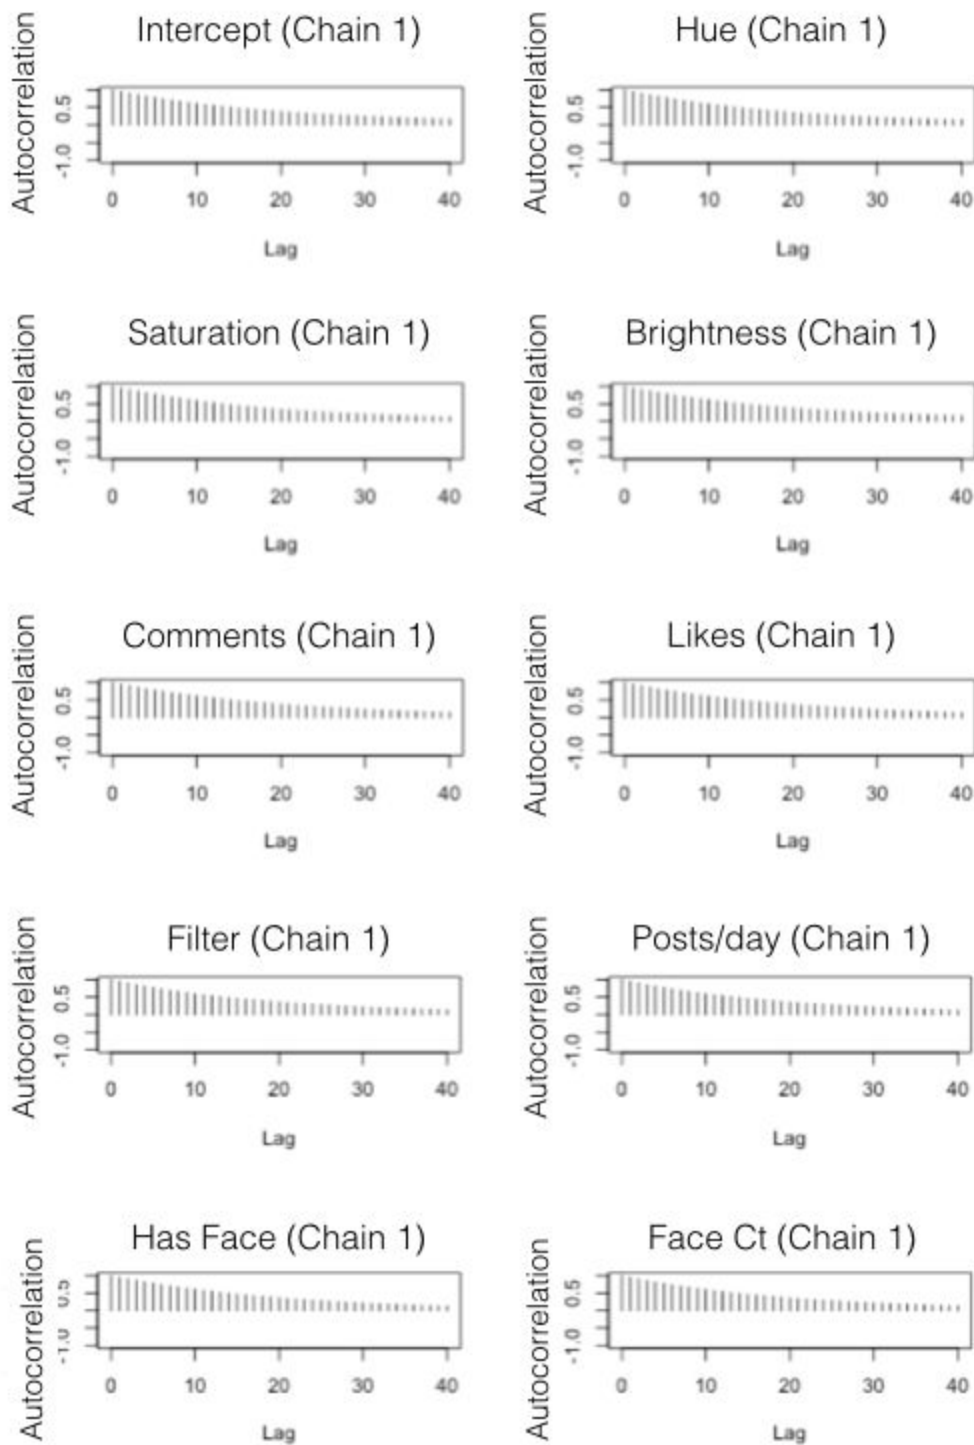 Intercept (Chain 1)
Autocorrelation
0.5
-1.0
0 10 20 30 40
Lag
Hue (Chain 1)
Autocorrelation
0.5
-1.0
0 10 20 30 40
Lag
Saturation (Chain 1)
Autocorrelation
0.5
-1.0
0 10 20 30 40
Lag
Brightness (Chain 1)
Autocorrelation
0.5
-1.0
0 10 20 30 40
Lag
Comments (Chain 1)
Autocorrelation
0.5
-1.0
0 10 20 30 40
Lag
Likes (Chain 1)
Autocorrelation
0.5
-1.0
0 10 20 30 40
Lag
Filter (Chain 1)
Autocorrelation
0.5
-1.0
0 10 20 30 40
Lag
Posts/day (Chain 1)
Autocorrelation
0.5
-1.0
0 10 20 30 40
Lag
Has Face (Chain 1)
Autocorrelation
0.5
-1.0
0 10 20 30 40
Lag
Face Ct (Chain 1)
Autocorrelation
0.5
-1.0
0 10 20 30 40
Lag